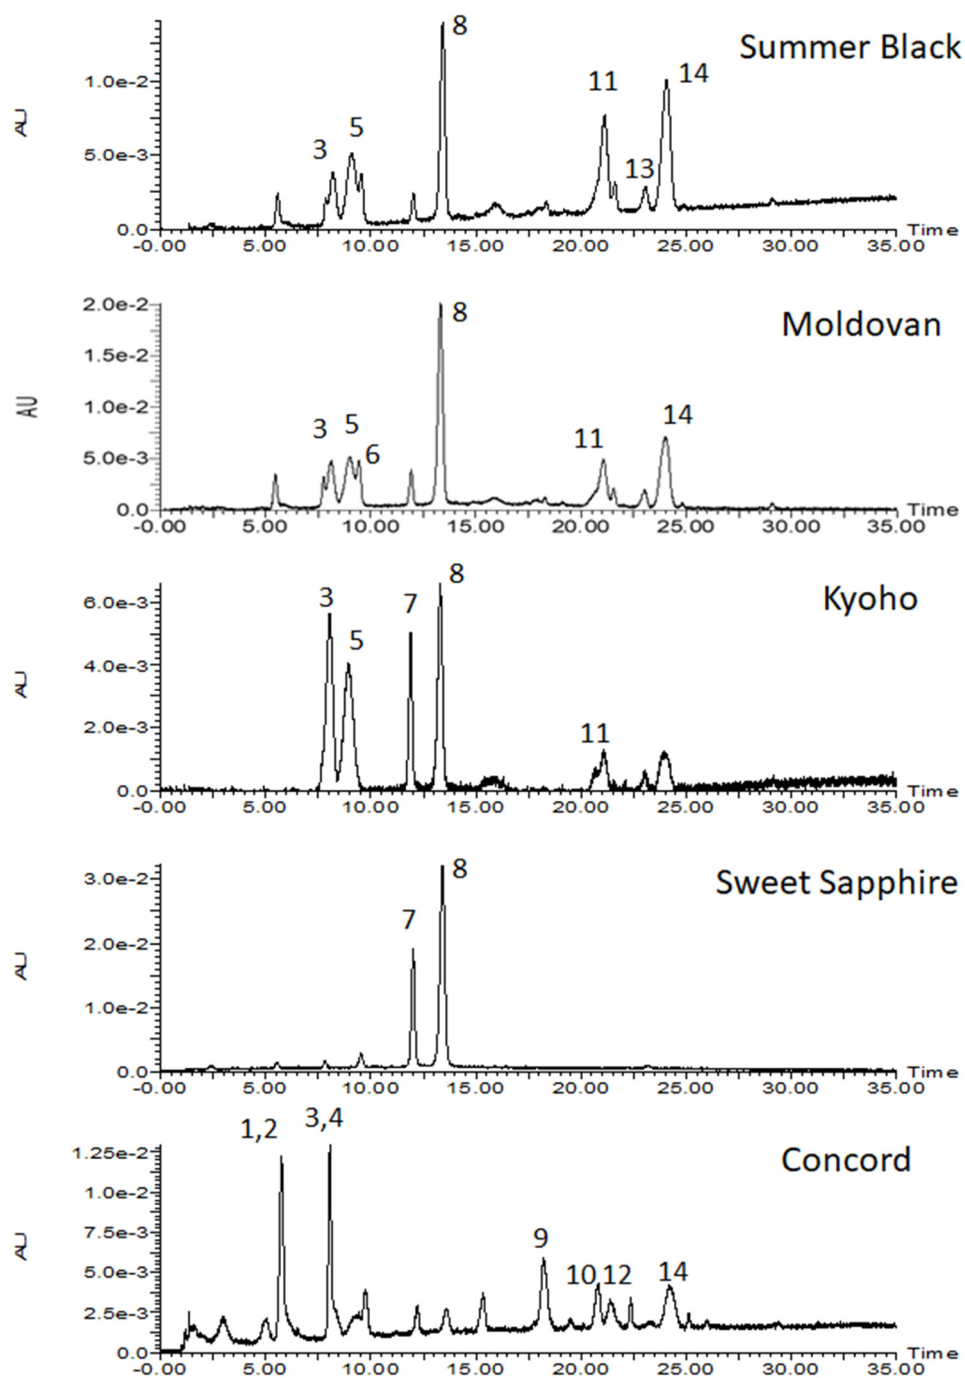 Summer Black
AU
1.0e-2
5.0e-3
0.0
3
5
8
11
13
14
-0.00 5.00 10.00 15.00 20.00 25.00 30.00 35.00 Time
Moldovan
AU
2.0e-2
1.5e-2
1.0e-2
5.0e-3
0.0
3
5
6
8
11
14
-0.00 5.00 10.00 15.00 20.00 25.00 30.00 35.00 Time
Kyoho
AU
6.0e-3
4.0e-3
2.0e-3
0.0
3
5
7
8
11
-0.00 5.00 10.00 15.00 20.00 25.00 30.00 35.00 Time
Sweet Sapphire
AU
3.0e-2
2.0e-2
1.0e-2
0.0
7
8
-0.00 5.00 10.00 15.00 20.00 25.00 30.00 35.00 Time
Concord
AU
1.25e-2
1.0e-2
7.5e-3
5.0e-3
2.5e-3
0.0
1,2
3,4
9
10
12
14
-0.00 5.00 10.00 15.00 20.00 25.00 30.00 35.00 Time